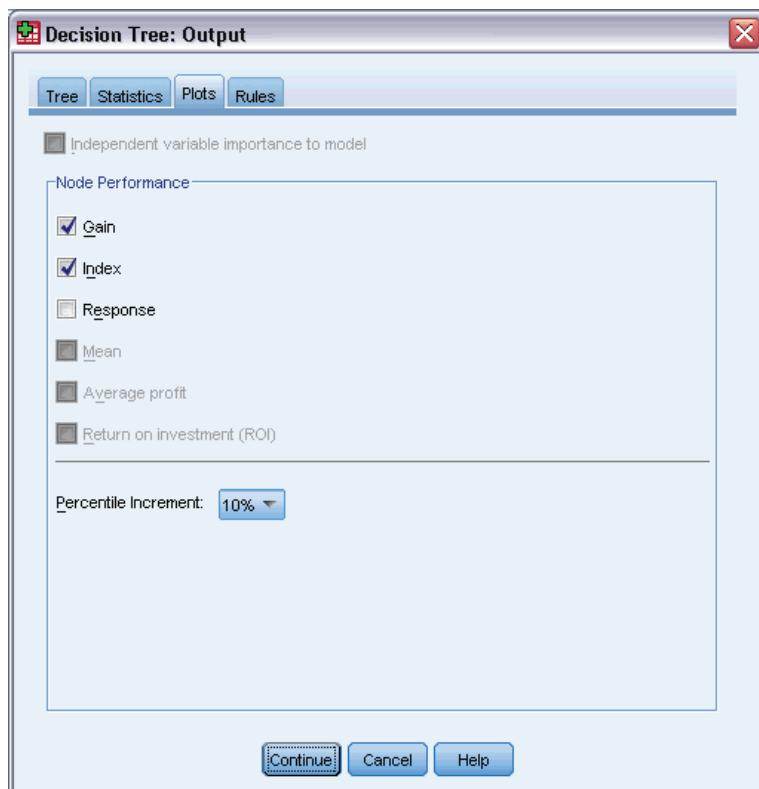 Decision Tree: Output
Tree Statistics Plots Rules
Independent variable importance to model
Node Performance
Gain
Index
Response
Mean
Average profit
Return on investment (ROI)
Percentile Increment: 10%
Continue Cancel Help